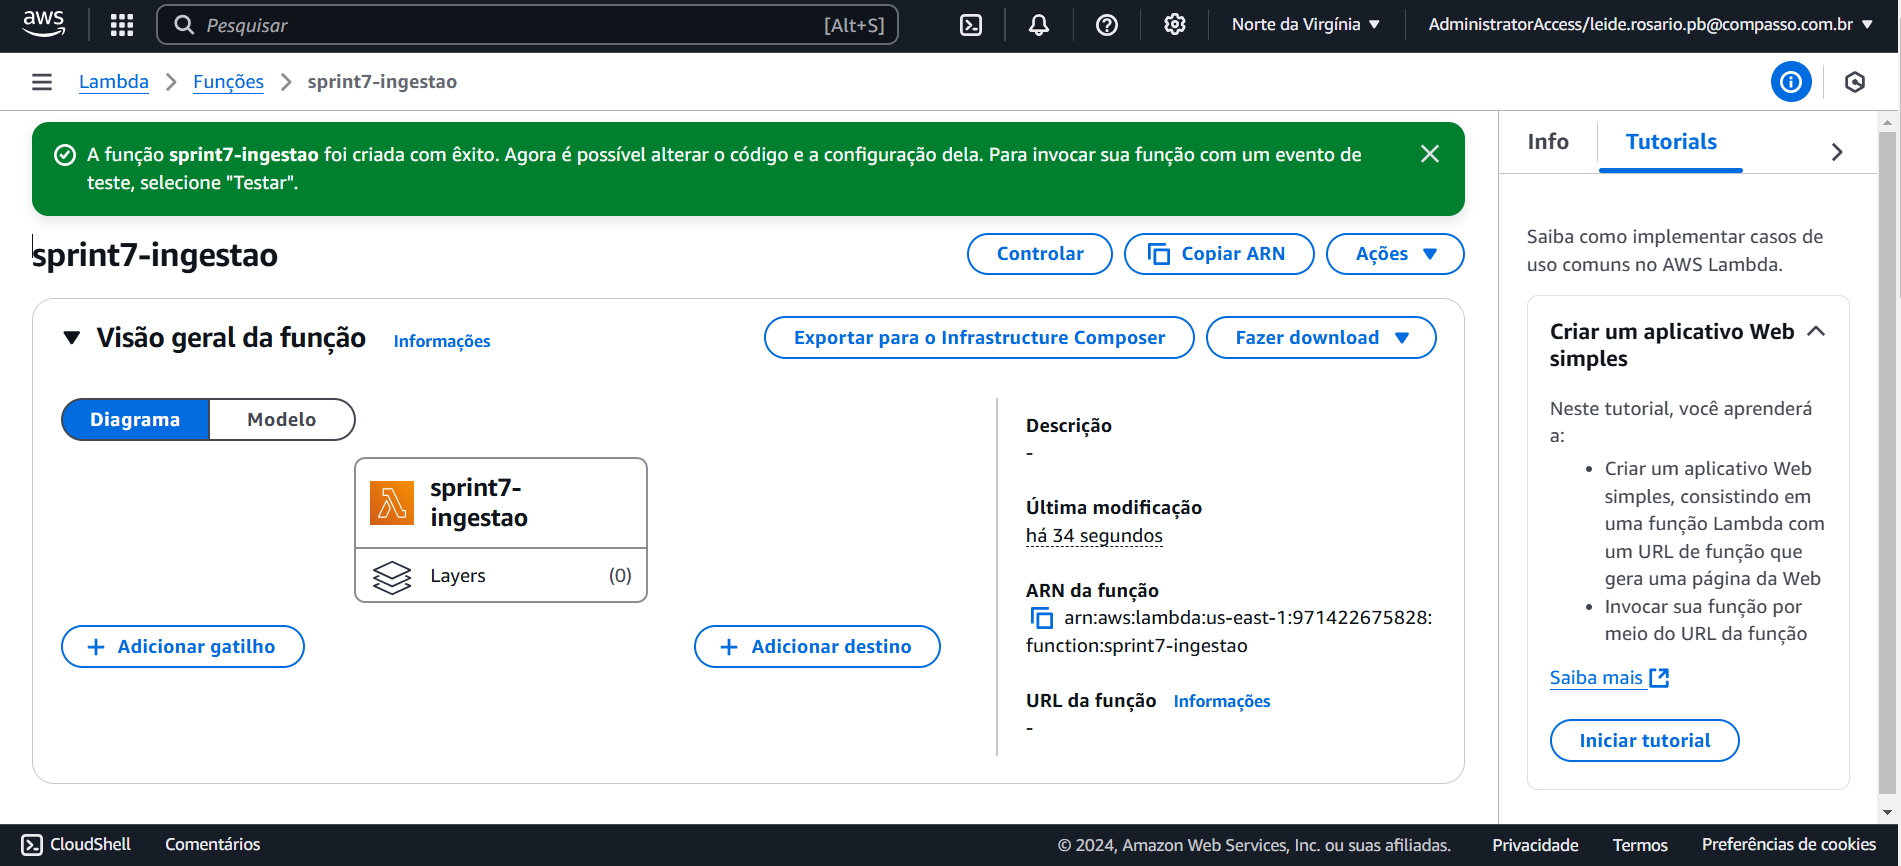 aws
Pesquisar
[Alt+S]
Norte da Virgínia
AdministratorAccess/leide.rosario.pb@compasso.com.br
Lambda
Funções
sprint7-ingestao
A função sprint7-ingestao foi criada com êxito. Agora é possível alterar o código e a configuração dela. Para invocar sua função com um evento de
teste, selecione "Testar".
sprint7-ingestao
Controlar
Copiar ARN
Ações
Visão geral da função
Informações
Exportar para o Infrastructure Composer
Fazer download
Diagrama
Modelo
sprint7-
ingestao
Layers
(0)
Adicionar gatilho
Adicionar destino
Descrição
-
Última modificação
há 34 segundos
ARN da função
arn:aws:lambda:us-east-1:971422675828:
function:sprint7-ingestao
URL da função
Informações
-
Info
Tutorials
Saiba como implementar casos de
uso comuns no AWS Lambda.
Criar um aplicativo Web
simples
Neste tutorial, você aprenderá
a:
• Criar um aplicativo Web
simples, consistindo em
uma função Lambda com
um URL de função que
gera uma página da Web
• Invocar sua função por
meio do URL da função
Saiba mais
Iniciar tutorial
CloudShell
Comentários
© 2024, Amazon Web Services, Inc. ou suas afiliadas.
Privacidade
Termos
Preferências de cookies